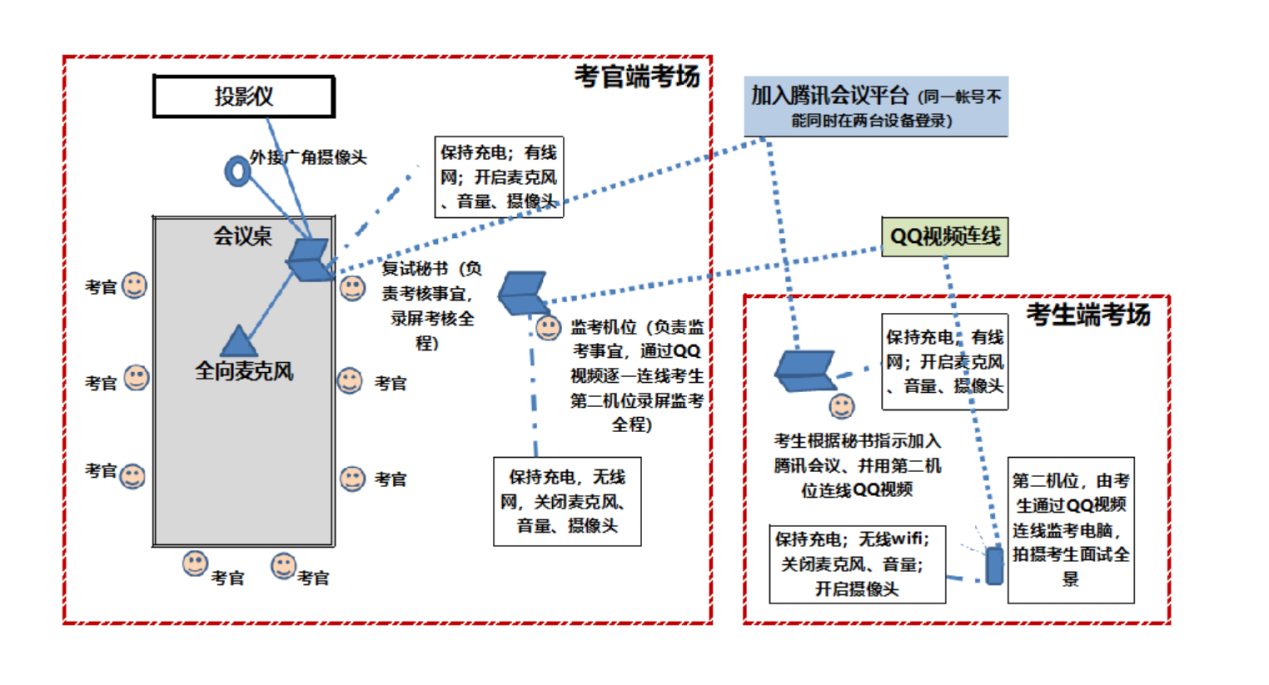 考官端考场
投影仪
加入腾讯会议平台（同一帐号不
能同时在两台设备登录）
外接广角摄像头
保持充电；有线
网；开启麦克风
、音量、摄像头
会议桌
QQ视频连线
考官
复试秘书（负
责考核事宜，
录屏考核全
程）
监考机位（负责监
考事宜，通过QQ
视频逐一连线考生
第二机位录屏监考
全程）
全向麦克风
考官
考官
考官
考官
考官
考官
保持充电，无线
网，关闭麦克风、
音量、摄像头
考生端考场
保持充电，有线
网；开启麦克风
、音量、摄像头
考生根据秘书指示加入
腾讯会议、井用第二机
位连线QQ视频
第二机位，由考
生通过QQ视频
连线监考电脑，
拍摄考生面试全
景
保持充电；无线wifi；
关闭麦克风、音量；
开启摄像头